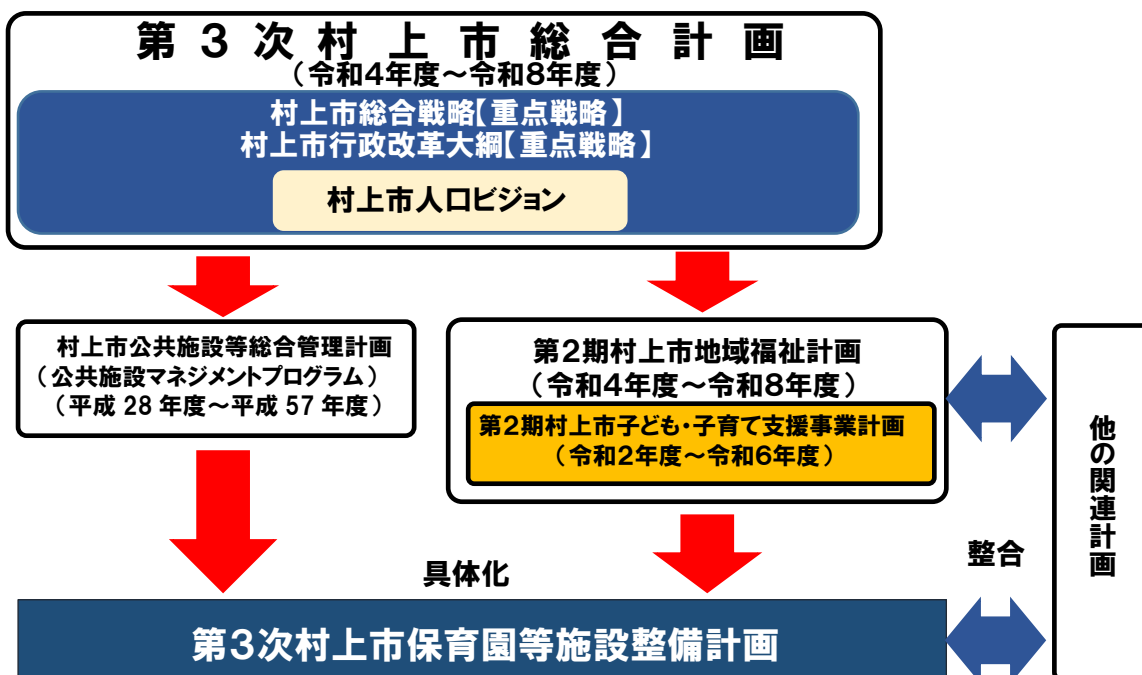 第３次村上市総合計画
（令和4年度～令和8年度）
村上市総合戦略【重点戦略】
村上市行政改革大綱【重点戦略】
村上市人口ビジョン
村上市公共施設等総合管理計画
（公共施設マネジメントプログラム）
（平成 28 年度～平成 57 年度）
第2期村上市地域福祉計画
（令和4年度～令和8年度）
第2期村上市子ども・子育て支援事業計画
（令和2年度～令和6年度）
他の関連計画
整合
具体化
第３次村上市保育園等施設整備計画